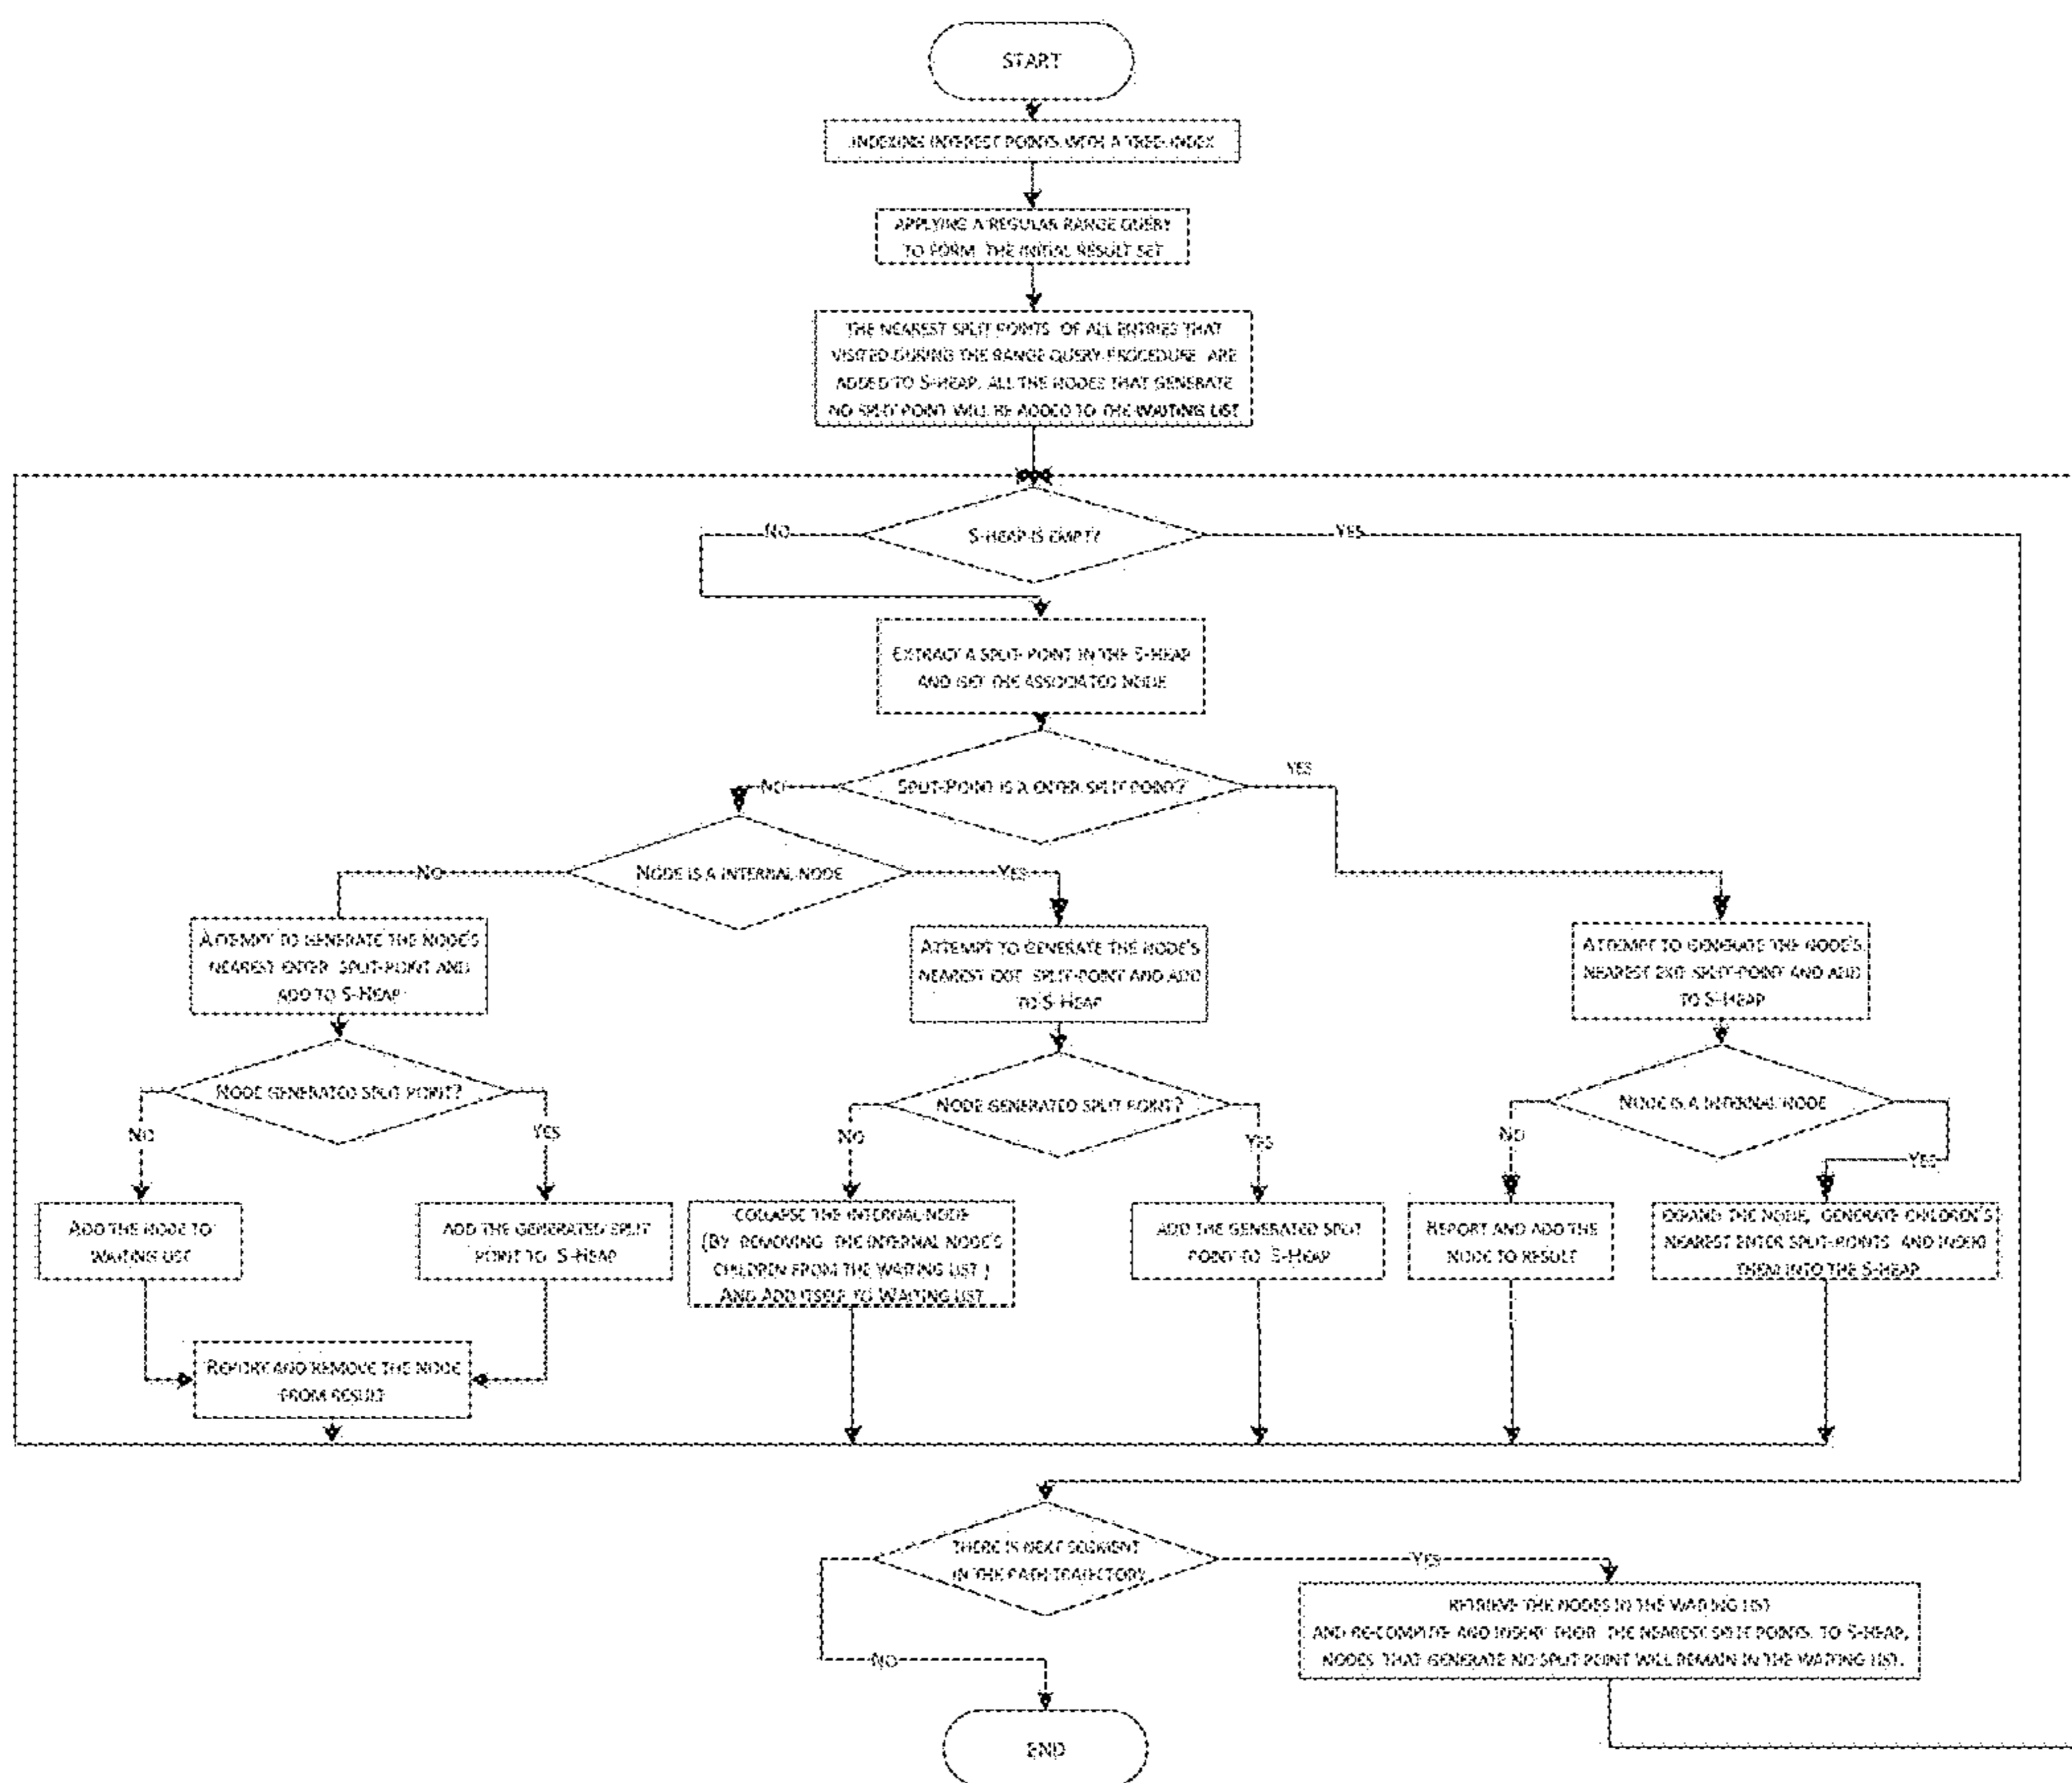 START
INDEXING INTEREST POINTS WITH A TREE-INDEX
APPLYING A REGULAR RANGE QUERY
TO FORM THE INITIAL RESULT SET
THE NEAREST SPLIT POINTS OF ALL ENTRIES THAT
VISITED DURING THE RANGE QUERY PROCEDURE ARE
ADDED TO S-HEAP. ALL THE NODES THAT GENERATE
NO SPLIT POINT WILL BE ADDED TO THE WAITING LIST
NO
S-HEAP IS EMPTY
YES
EXTRACT A SPLIT-POINT IN THE S-HEAP
AND GET THE ASSOCIATED NODE
NO
SPLIT-POINT IS A ENTER SPLIT POINT?
YES
NO
NODE IS A INTERNAL NODE
YES
ATTEMPT TO GENERATE THE NODE'S
NEAREST ENTER SPLIT-POINT AND
ADD TO S-HEAP
ATTEMPT TO GENERATE THE NODE'S
NEAREST SPLIT-POINT AND ADD
TO S-HEAP
ATTEMPT TO GENERATE THE NODE'S
NEAREST EXIT SPLIT-POINT AND ADD
TO S-HEAP
NODE GENERATED SPLIT POINT?
NO
YES
NODE GENERATED SPLIT POINT?
NO
YES
NODE IS A INTERNAL NODE
NO
YES
ADD THE NODE TO
WAITING LIST
ADD THE GENERATED SPLIT
POINT TO S-HEAP
COLLAPSE THE INTERNAL NODE
(BY REMOVING THE INTERNAL NODE'S
CHILDREN FROM THE WAITING LIST )
AND ADD ITSELF TO WAITING LIST
ADD THE GENERATED SPLIT
POINT TO S-HEAP
REPORT AND ADD THE
NODE TO RESULT
EXPAND THE NODE, GENERATE CHILDREN'S
NEAREST ENTER SPLIT-POINTS AND INSERT
THEM INTO THE S-HEAP
REPORT AND REMOVE THE NODE
FROM RESULT
THERE IS NEXT SEGMENT
IN THE PATH TRAJECTORY
YES
NO
RETRIEVE THE NODES IN THE WAITING LIST
AND RE-COMPUTE AND INSERT THE NEAREST SPLIT POINTS TO S-HEAP,
NODES THAT GENERATE NO SPLIT POINT WILL REMAIN IN THE WAITING LIST.
END